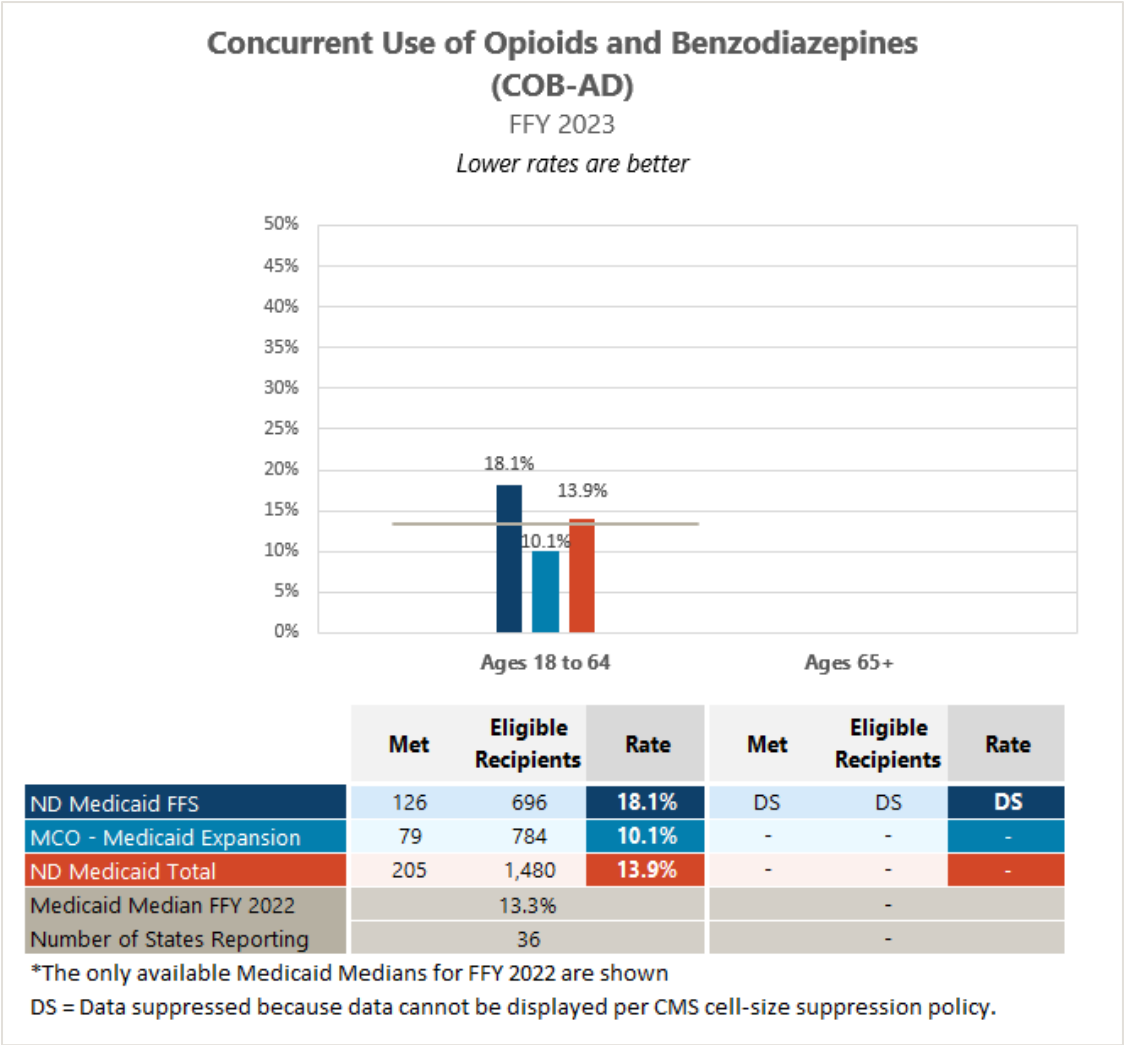 Concurrent Use of Opioids and Benzodiazepines
(COB-AD)
FFY 2023
Lower rates are better
50%
45%
40%
35%
30%
25%
20%
15%
10%
5%
0%
18.1%
10.1%
13.9%
Ages 18 to 64 Ages 65+
Met Eligible Recipients Rate Met Eligible Recipients Rate
ND Medicaid FFS 126 696 18.1% DS DS DS
MCO - Medicaid Expansion 79 784 10.1% - - -
ND Medicaid Total 205 1,480 13.9% - - -
Medicaid Median FFY 2022 13.3% -
Number of States Reporting 36 -
*The only available Medicaid Medians for FFY 2022 are shown
DS = Data suppressed because data cannot be displayed per CMS cell-size suppression policy.